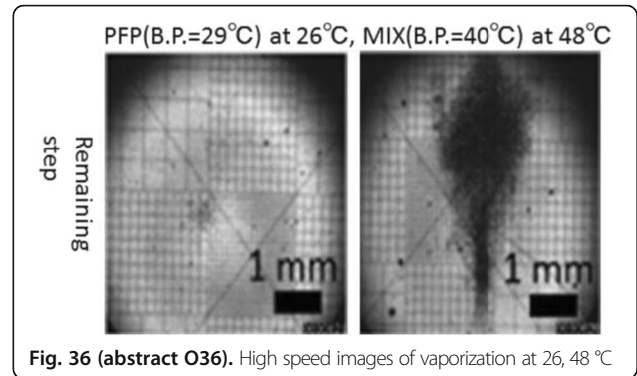 PFP(B.P.=29℃) at 26℃, MIX(B.P.=40℃) at 48℃
Remaining
step
1 mm
1 mm
Fig. 36 (abstract O36). High speed images of vaporization at 26, 48 °C